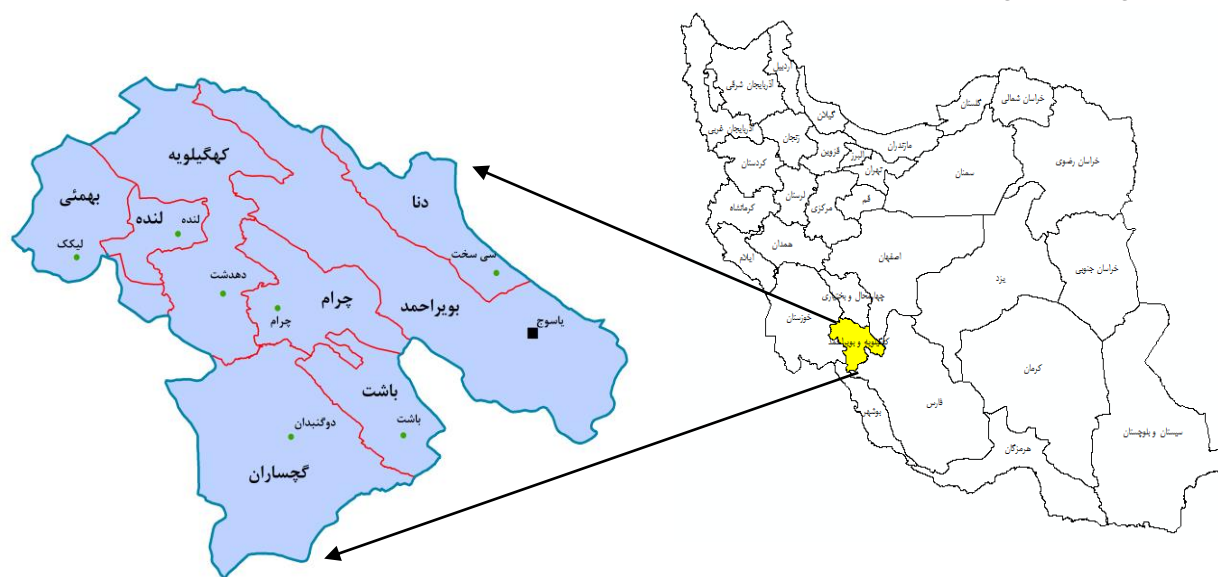 کهگیلویه
بهمئی
لنده
لنده
لیکک
دهدشت
چرام
چرام
دنا
سی سخت
بویراحمد
یاسوج
باشت
باشت
دوگنبدان
گچساران
اردبیل
آذربایجان شرقی
آذربایجان غربی
گیلان
زنجان
کردستان
قزوین
البرز
تهران
مازندران
گلستان
خراسان شمالی
خراسان رضوی
سمنان
قم
مرکزی
لرستان
کرمانشاه
همدان
ایلام
اصفهان
یزد
خراسان جنوبی
خوزستان
چهارمحال و بختیاری
کهگیلویه و بویراحمد
فارس
کرمان
بوشهر
هرمزگان
سیستان و بلوچستان